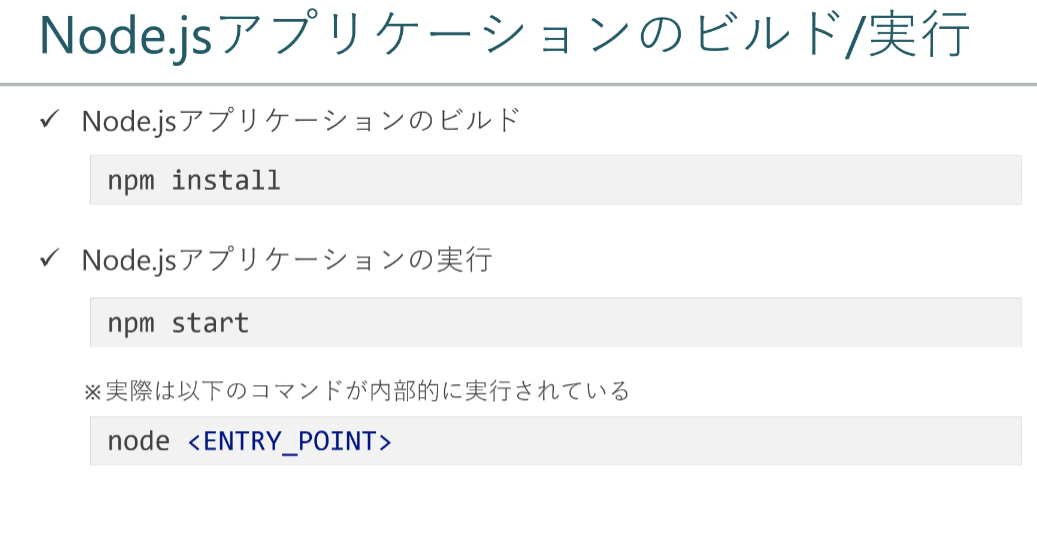 Node.jsアプリケーションのビルド/実行
✓ Node.jsアプリケーションのビルド
npm install
✓ Node.jsアプリケーションの実行
npm start
※実際は以下のコマンドが内部的に実行されている
node <ENTRY_POINT>